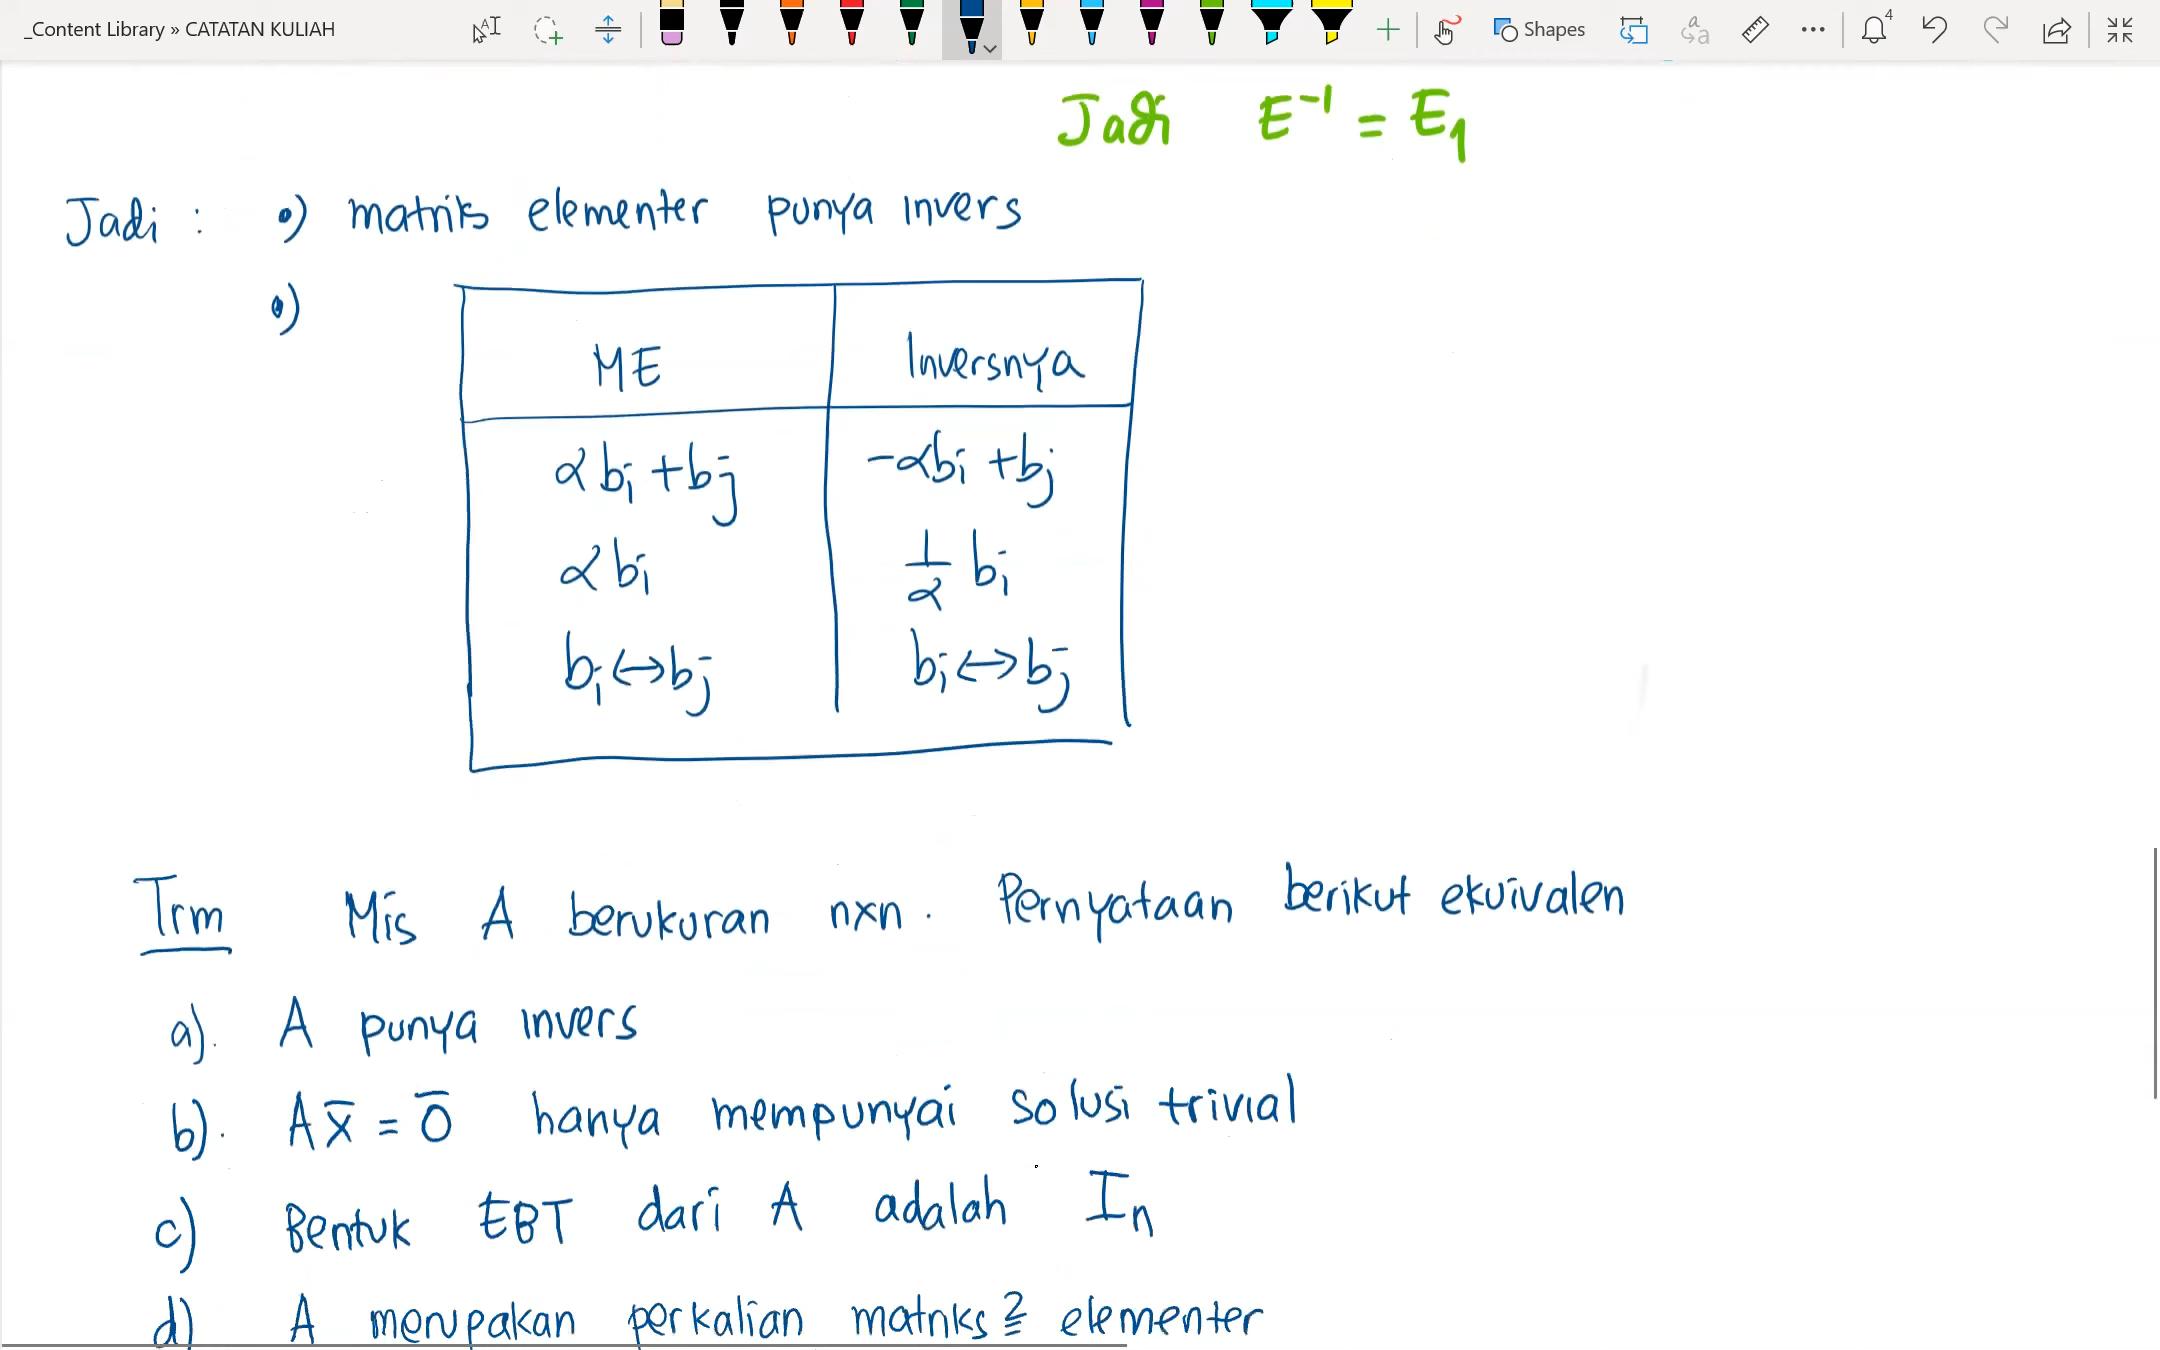 _Content Library » CATATAN KULIAH
Shapes
4
Jadi E⁻¹ = E₁
Jadi : •) matriks elementer punya invers
•)
ME Inversnya
αbᵢ + bⱼ -αbᵢ + bⱼ
αbᵢ 1/α bᵢ
bᵢ ↔ bⱼ bᵢ ↔ bⱼ
Trm Mis A berukuran nxn. Pernyataan berikut ekuivalen
a). A punya invers
b). Ax̄ = 0̄ hanya mempunyai solusi trivial
c) Bentuk EBT dari A adalah Iₙ
d) A merupakan perkalian matriks2 elementer